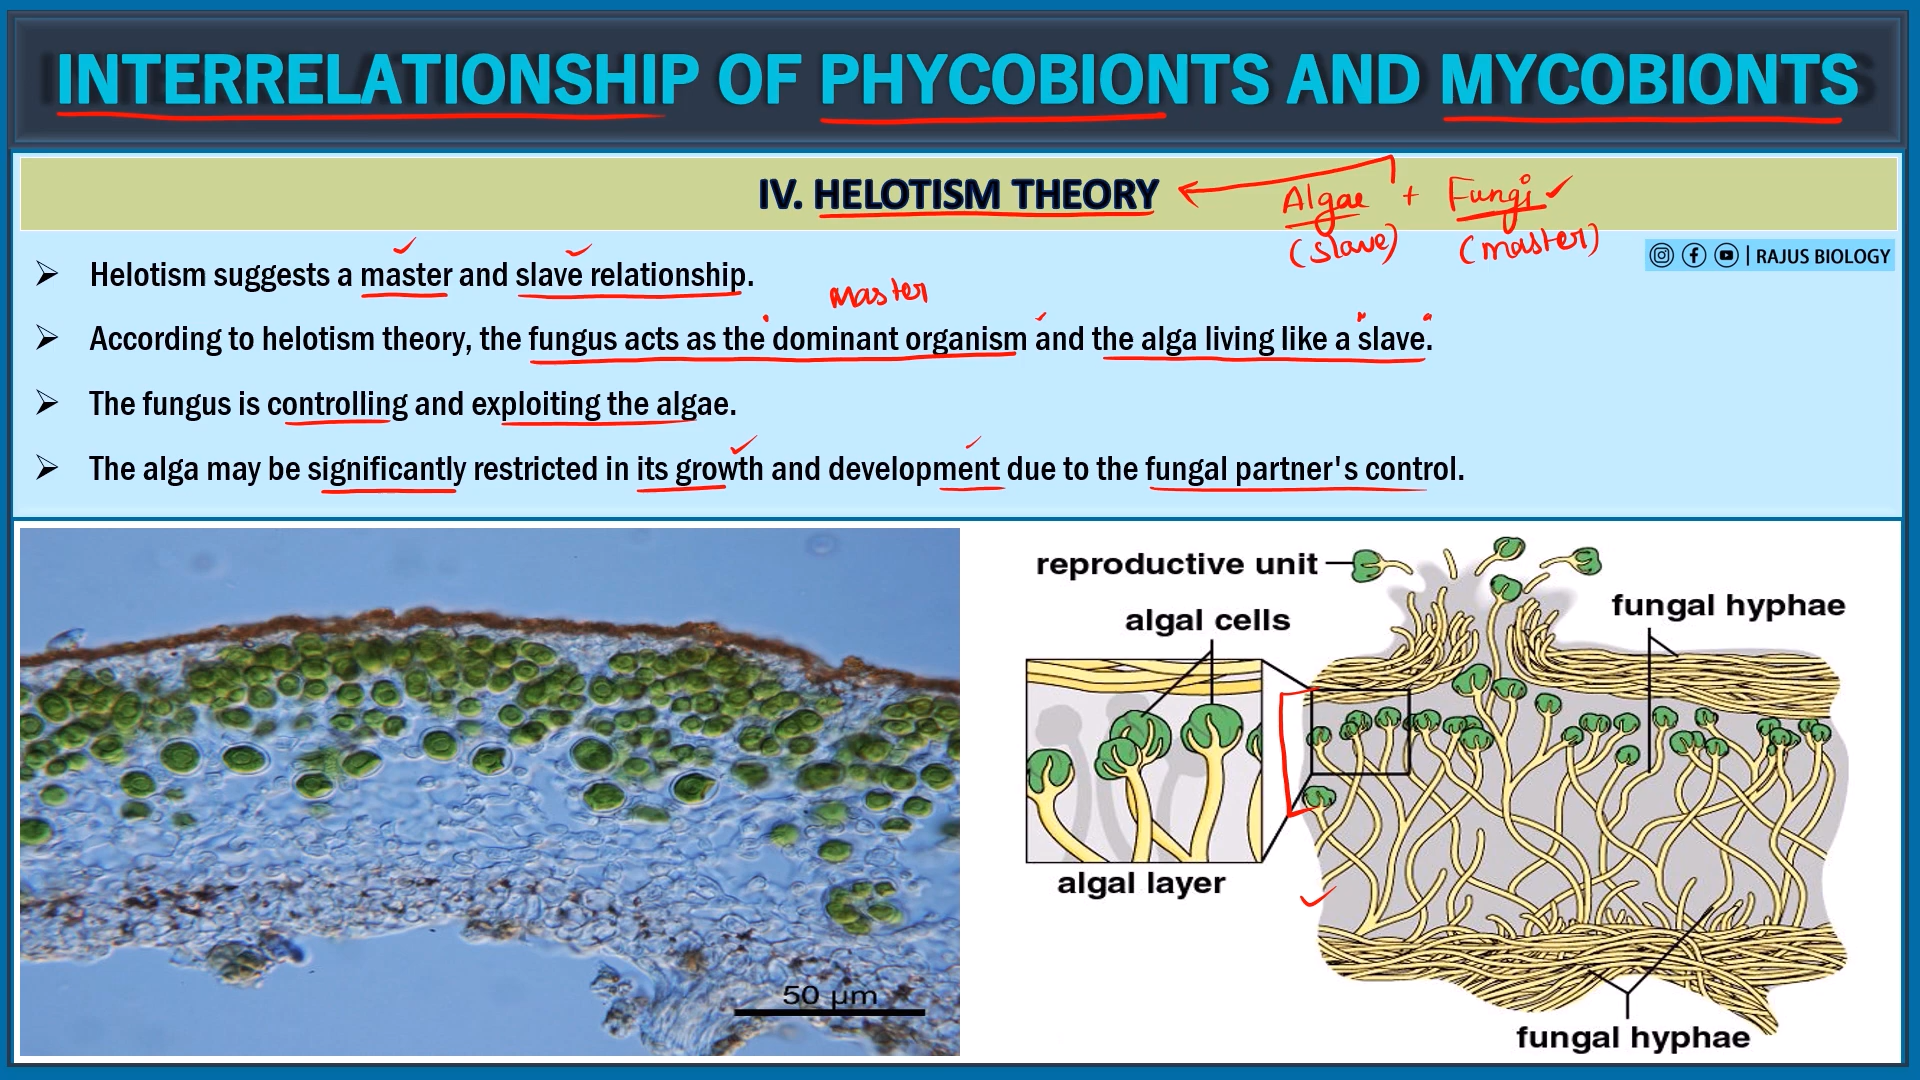 INTERRELATIONSHIP OF PHYCOBIONTS AND MYCOBIONTS
IV. HELOTISM THEORY
Algae + Fungi
(slave) (master)
| RAJUS BIOLOGY
Helotism suggests a master and slave relationship.
master
According to helotism theory, the fungus acts as the dominant organism and the alga living like a slave.
The fungus is controlling and exploiting the algae.
The alga may be significantly restricted in its growth and development due to the fungal partner's control.
reproductive unit
fungal hyphae
algal cells
algal layer
50 µm
fungal hyphae